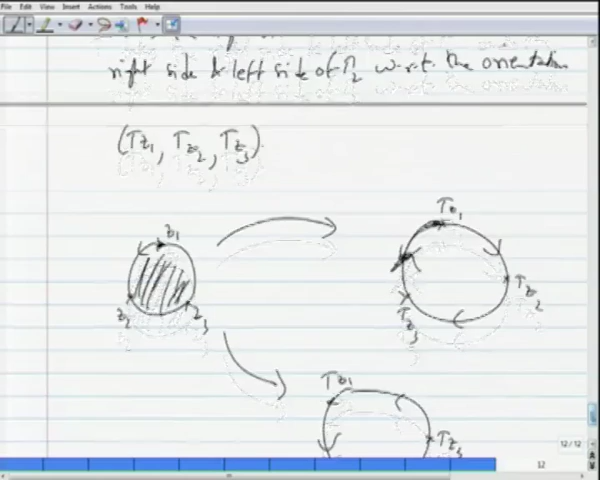 File Edit View Insert Actions Tools Help
right side & left side of Γ₂ w.r.t. the orientation
(Tz₁, Tz₂, Tz₃).
z₁
z₂
z₃
Tz₁
Tz₂
Tz₃
Tz₁
Tz₃
12/12
12